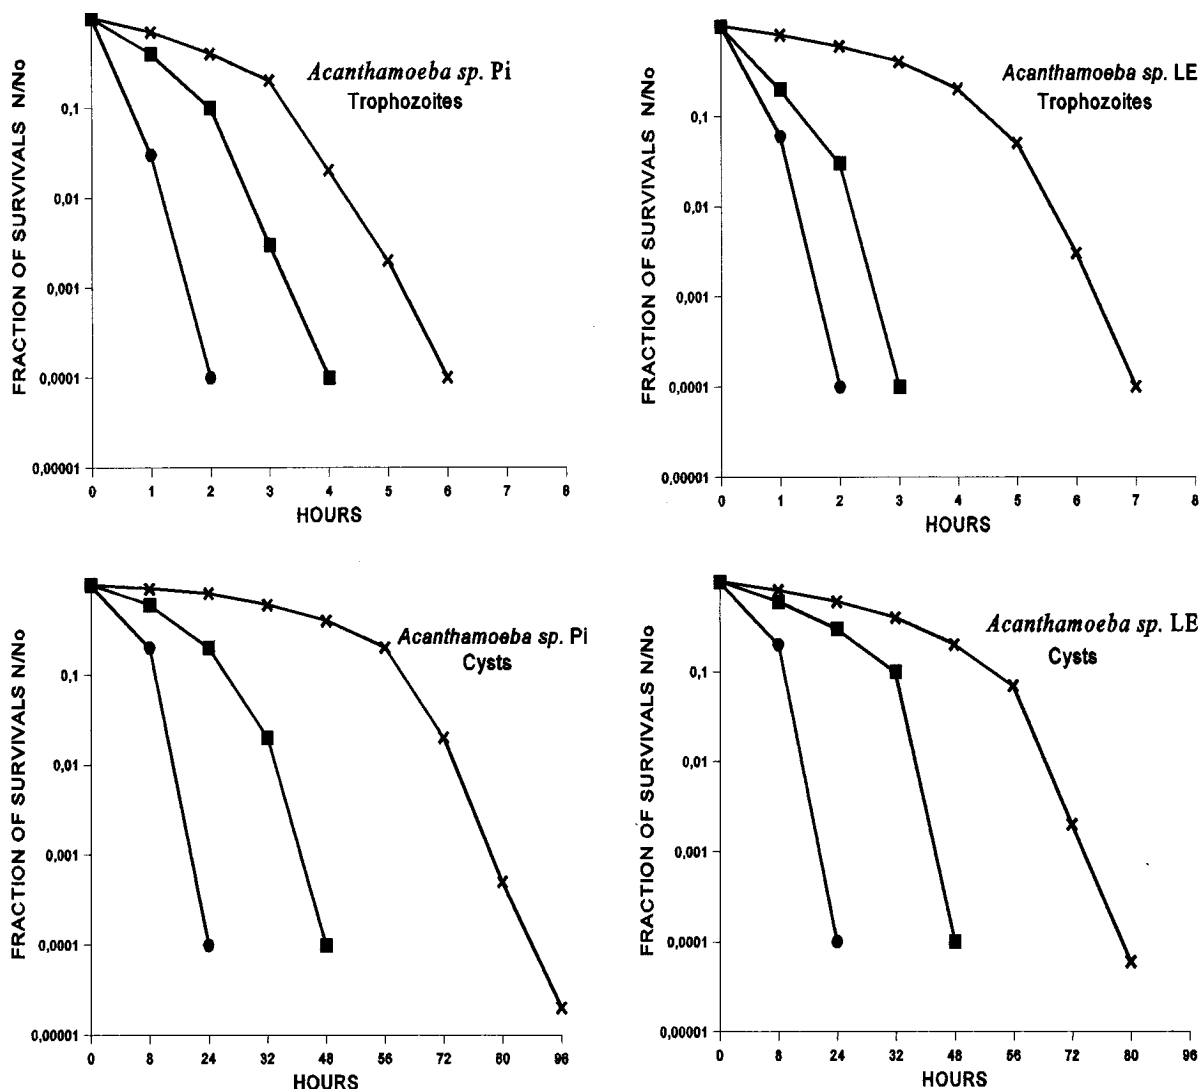 FRACTION OF SURVIVALS N/No
Acanthamoeba sp. Pi
Trophozoites
0,1
0,01
0,001
0,0001
0,00001
0 1 2 3 4 5 6 7 8
HOURS
FRACTION OF SURVIVALS N/No
Acanthamoeba sp. LE
Trophozoites
0,1
0,01
0,001
0,0001
0,00001
0 1 2 3 4 5 6 7 8
HOURS
FRACTION OF SURVIVALS N/No
Acanthamoeba sp. Pi
Cysts
0,1
0,01
0,001
0,0001
0,00001
0 8 24 32 48 56 72 80 96
HOURS
FRACTION OF SURVIVALS N/No
Acanthamoeba sp. LE
Cysts
0,1
0,01
0,001
0,0001
0,00001
0 8 24 32 48 56 72 80 96
HOURS